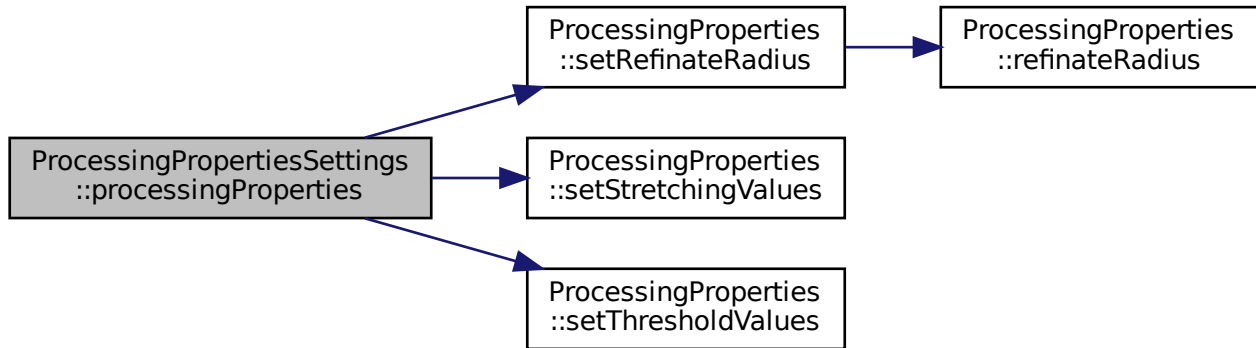 ProcessingProperties
::setRefinateRadius
ProcessingProperties
::refinateRadius
ProcessingPropertiesSettings
::processingProperties
ProcessingProperties
::setStretchingValues
ProcessingProperties
::setThresholdValues